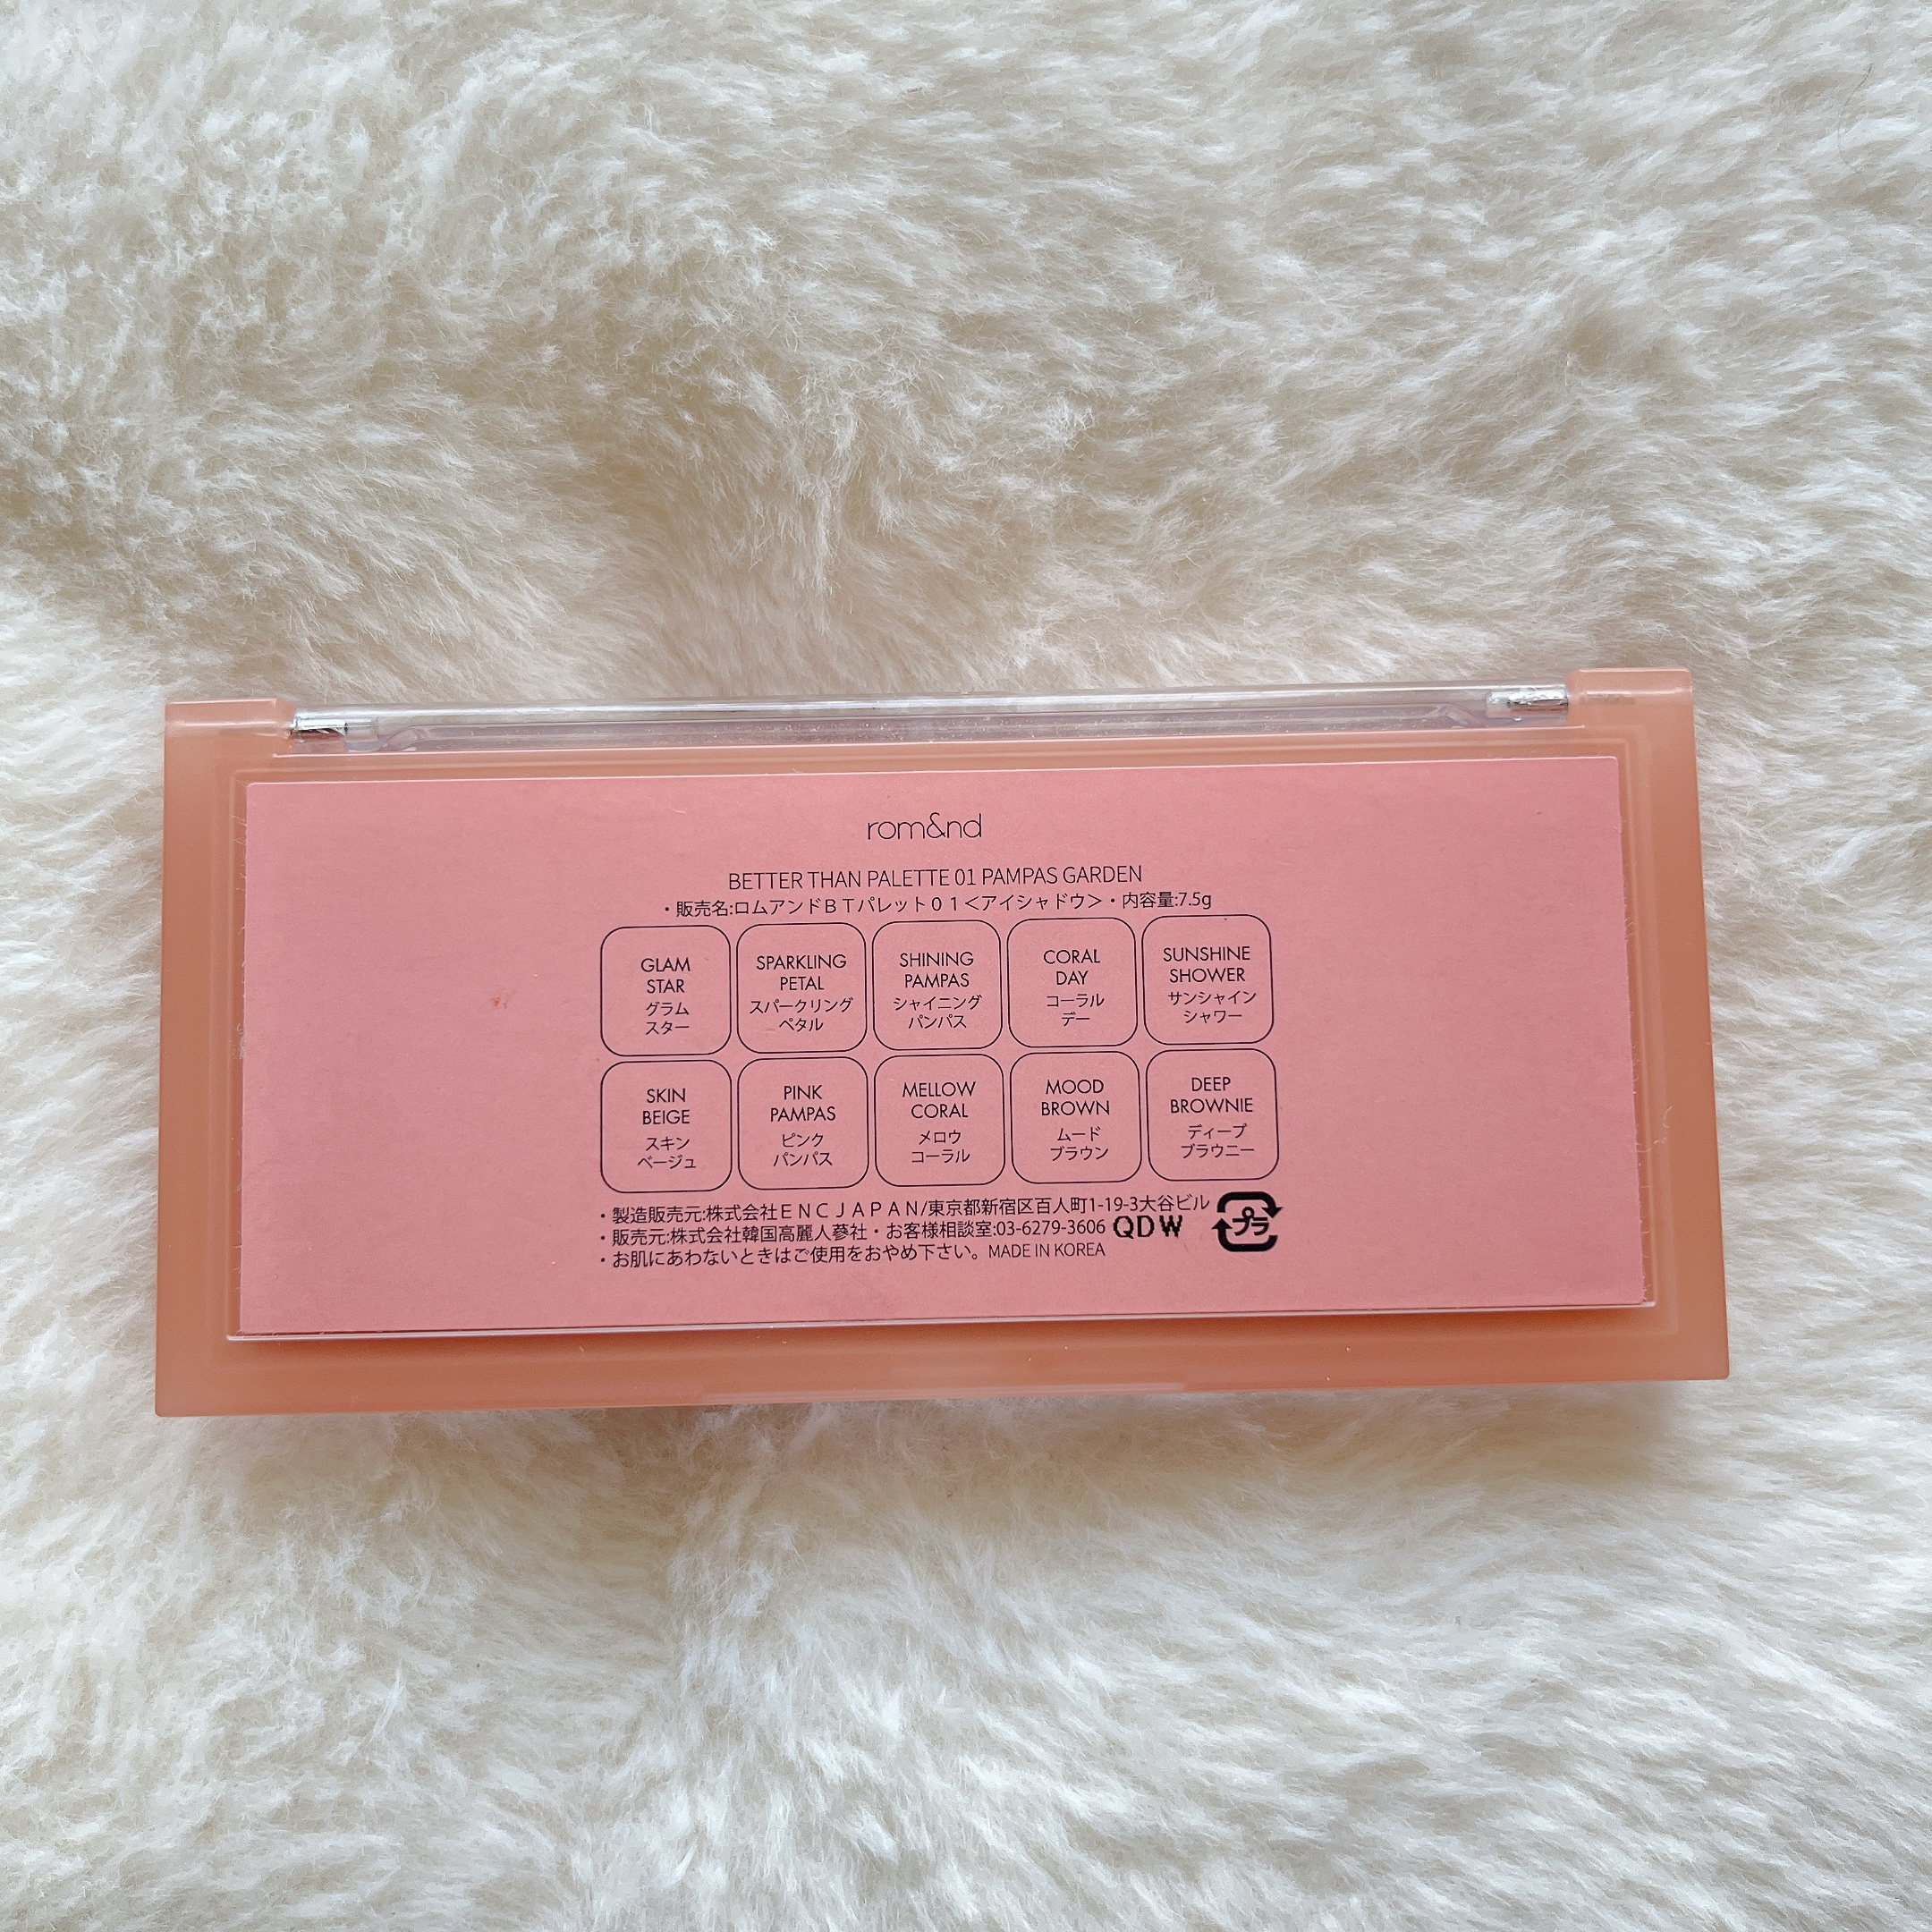 rom&nd
BETTER THAN PALETTE 01 PAMPAS GARDEN
・販売名:ロムアンドBTパレット01<アイシャドウ>・内容量:7.5g
GLAM
STAR
グラム
スター
SPARKLING
PETAL
スパークリング
ペタル
SHINING
PAMPAS
シャイニング
パンパス
CORAL
DAY
コーラル
デー
SUNSHINE
SHOWER
サンシャイン
シャワー
SKIN
BEIGE
スキン
ベージュ
PINK
PAMPAS
ピンク
パンパス
MELLOW
CORAL
メロウ
コーラル
MOOD
BROWN
ムード
ブラウン
DEEP
BROWNIE
ディープ
ブラウニー
・製造販売元:株式会社ENC JAPAN/東京都新宿区百人町1-19-3大谷ビル
・販売元:株式会社韓国高麗人蔘社・お客様相談室:03-6279-3606 QDW
・お肌にあわないときはご使用をおやめ下さい。MADE IN KOREA
プラ